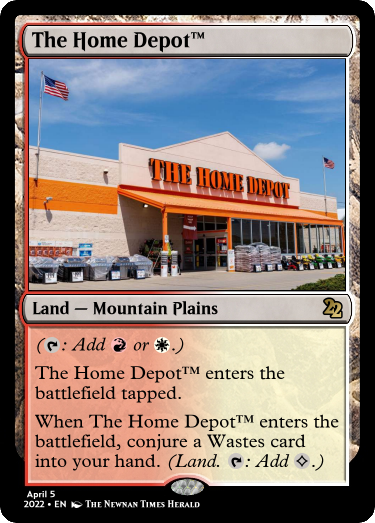 The Home Depot™
THE HOME DEPOT
Land — Mountain Plains
22
(T: Add R or W.)
The Home Depot™ enters the
battlefield tapped.
When The Home Depot™ enters the
battlefield, conjure a Wastes card
into your hand. (Land. T: Add C.)
April 5
2022 • EN THE NEWNAN TIMES HERALD